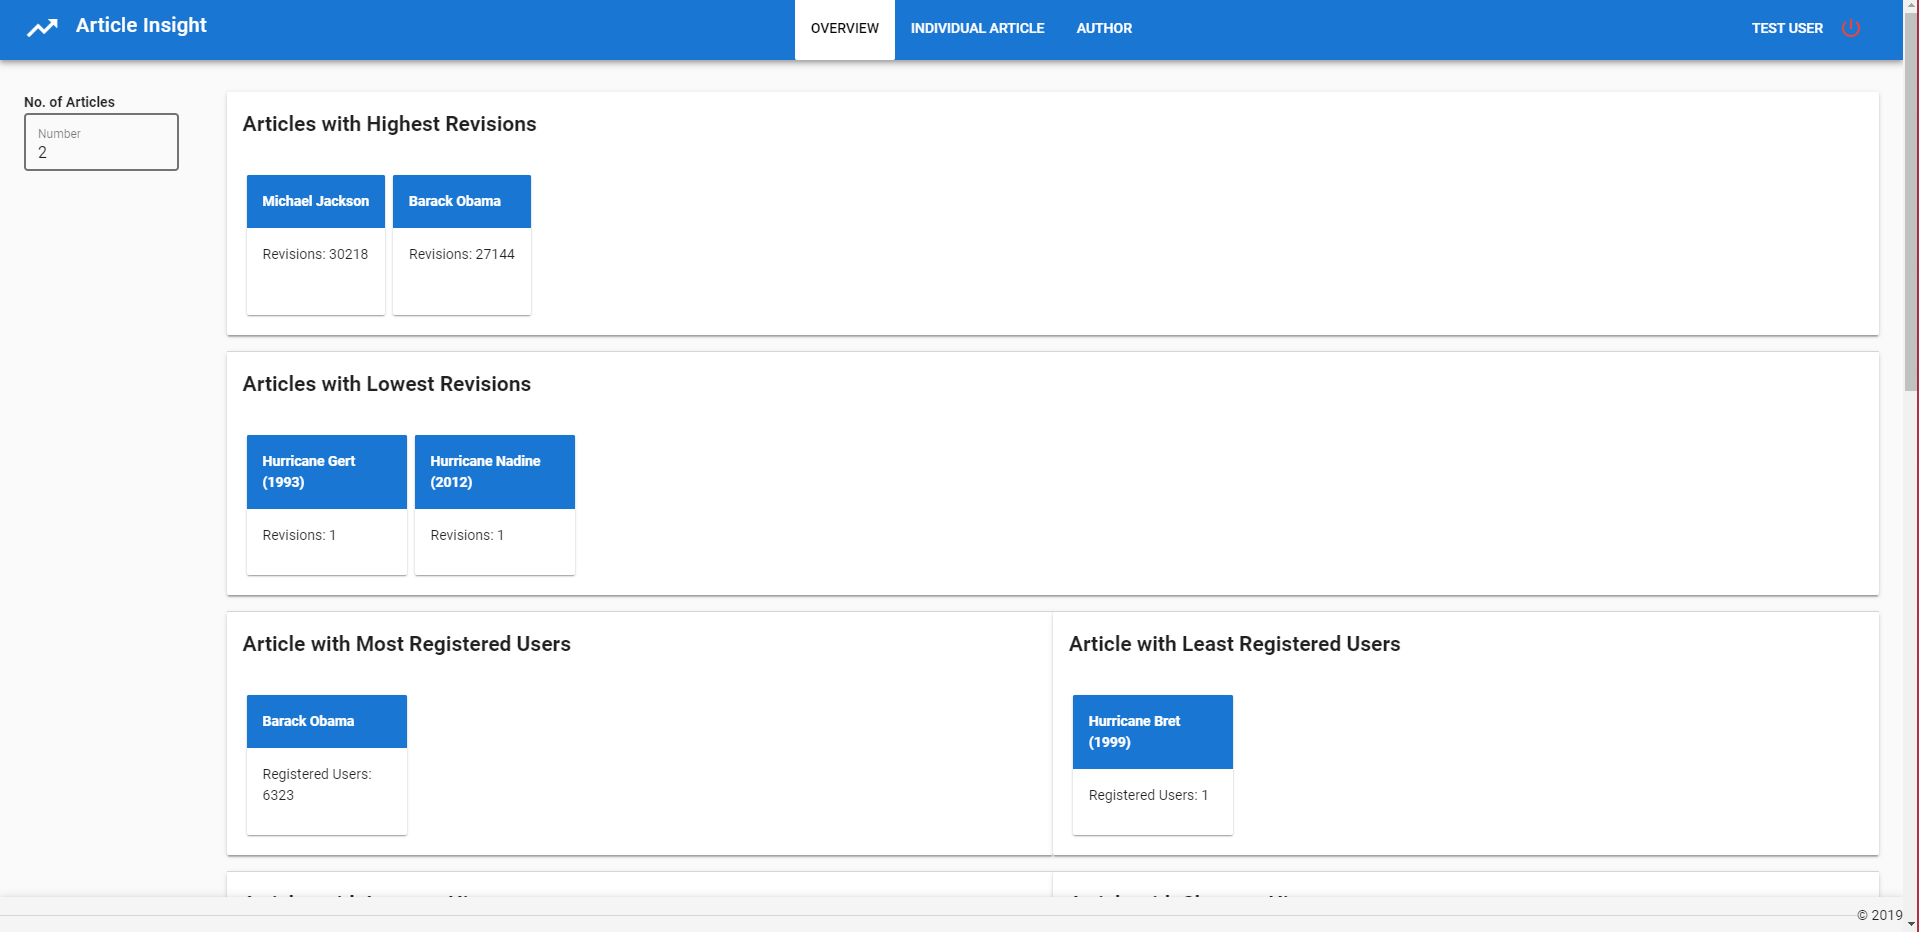 Article Insight
OVERVIEW
INDIVIDUAL ARTICLE
AUTHOR
TEST USER
No. of Articles
Number
2
Articles with Highest Revisions
Michael Jackson
Revisions: 30218
Barack Obama
Revisions: 27144
Articles with Lowest Revisions
Hurricane Gert
(1993)
Revisions: 1
Hurricane Nadine
(2012)
Revisions: 1
Article with Most Registered Users
Barack Obama
Registered Users:
6323
Article with Least Registered Users
Hurricane Bret
(1999)
Registered Users: 1
© 2019